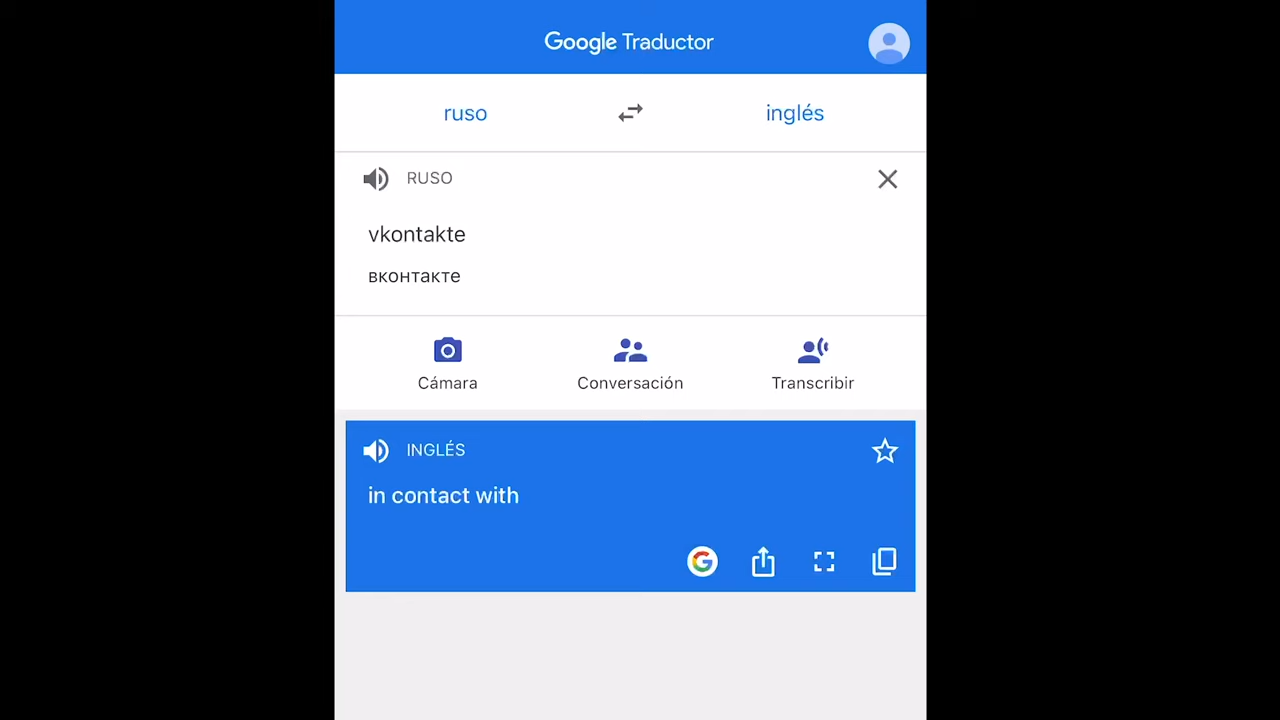 Google Traductor
ruso inglés
RUSO
vkontakte
вконтакте
Cámara Conversación Transcribir
INGLÉS
in contact with